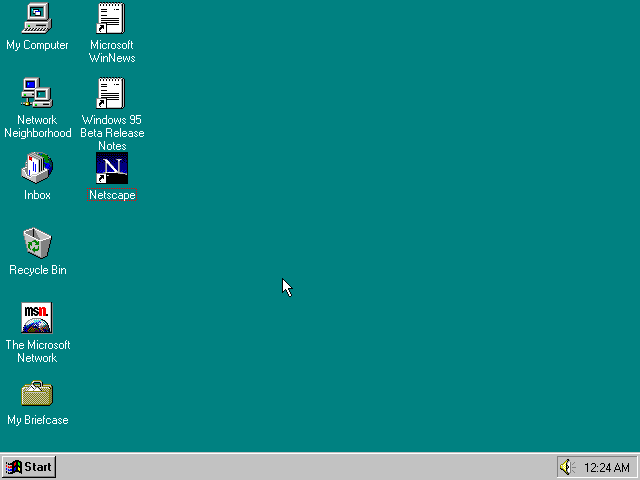 My Computer
Microsoft
WinNews
Network
Neighborhood
Windows 95
Beta Release
Notes
Inbox
N
Netscape
Recycle Bin
msn.
The Microsoft
Network
My Briefcase
Start
12:24 AM